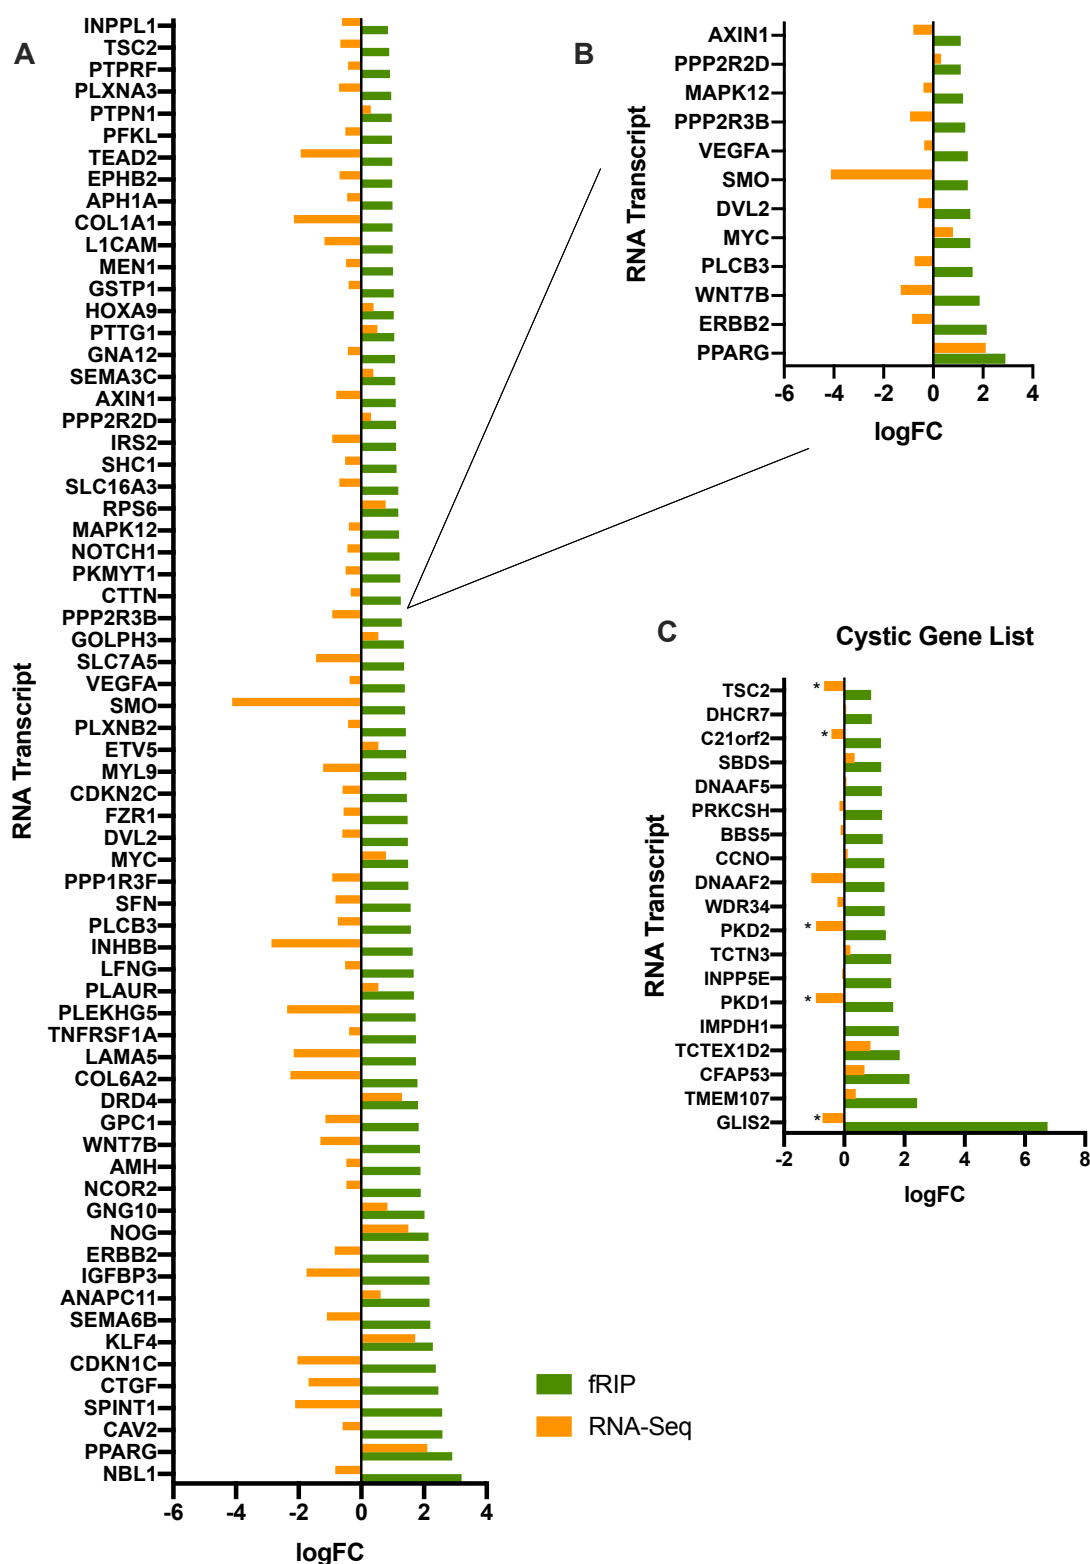 A
INPPL1
TSC2
PTPRF
PLXNA3
PTPN1
PFKL
TEAD2
EPHB2
APH1A
COL1A1
L1CAM
MEN1
GSTP1
HOXA9
PTTG1
GNA12
SEMA3C
AXIN1
PPP2R2D
IRS2
SHC1
SLC16A3
RPS6
MAPK12
NOTCH1
PKMYT1
CTTN
PPP2R3B
GOLPH3
SLC7A5
VEGFA
SMO
PLXNB2
ETV5
MYL9
CDKN2C
FZR1
DVL2
MYC
PPP1R3F
SFN
PLCB3
INHBB
LFNG
PLAUR
PLEKHG5
TNFRSF1A
LAMA5
COL6A2
DRD4
GPC1
WNT7B
AMH
NCOR2
GNG10
NOG
ERBB2
IGFBP3
ANAPC11
SEMA6B
KLF4
CDKN1C
CTGF
SPINT1
CAV2
PPARG
NBL1
RNA Transcript
-6 -4 -2 0 2 4
logFC
B
AXIN1
PPP2R2D
MAPK12
PPP2R3B
VEGFA
SMO
DVL2
MYC
PLCB3
WNT7B
ERBB2
PPARG
RNA Transcript
-6 -4 -2 0 2 4
logFC
C
Cystic Gene List
TSC2 *
DHCR7
C21orf2 *
SBDS
DNAAF5
PRKCSH
BBS5
CCNO
DNAAF2
WDR34
PKD2 *
TCTN3
INPP5E
PKD1 *
IMPDH1
TCTEX1D2
CFAP53
TMEM107
GLIS2 *
RNA Transcript
-2 0 2 4 6 8
logFC
fRIP
RNA-Seq